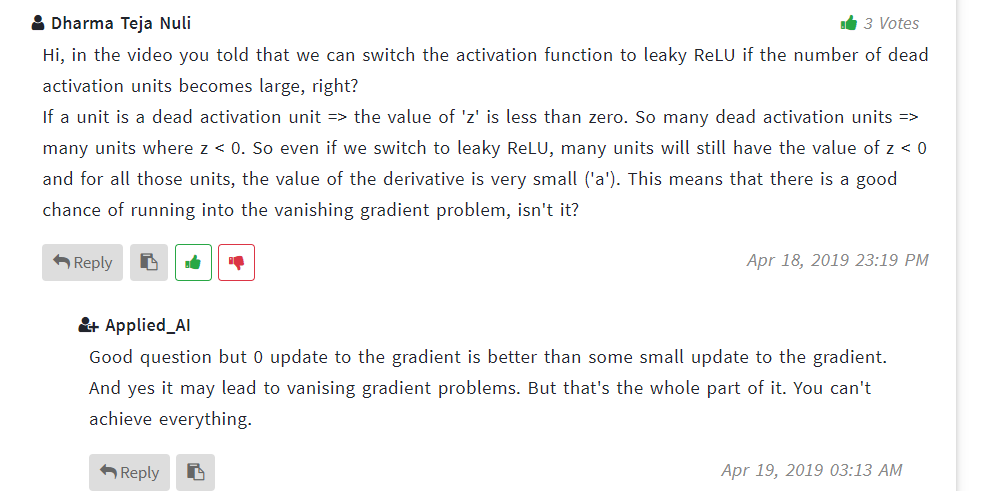 Dharma Teja Nuli
3 Votes
Hi, in the video you told that we can switch the activation function to leaky ReLU if the number of dead
activation units becomes large, right?
If a unit is a dead activation unit => the value of 'z' is less than zero. So many dead activation units =>
many units where z < 0. So even if we switch to leaky ReLU, many units will still have the value of z < 0
and for all those units, the value of the derivative is very small ('a'). This means that there is a good
chance of running into the vanishing gradient problem, isn't it?
Reply
Apr 18, 2019 23:19 PM
Applied_AI
Good question but 0 update to the gradient is better than some small update to the gradient.
And yes it may lead to vanising gradient problems. But that's the whole part of it. You can't
achieve everything.
Reply
Apr 19, 2019 03:13 AM